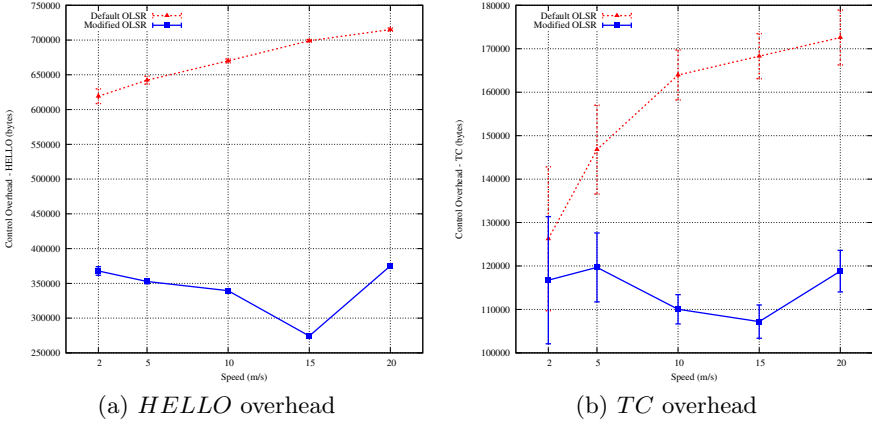 750000
700000
650000
600000
550000
500000
450000
400000
350000
300000
250000
Control Overhead - HELLO (bytes)
Default OLSR
Modified OLSR
2 5 10 15 20
Speed (m/s)
(a) HELLO overhead
180000
170000
160000
150000
140000
130000
120000
110000
100000
Control Overhead - TC (bytes)
Default OLSR
Modified OLSR
2 5 10 15 20
Speed (m/s)
(b) TC overhead